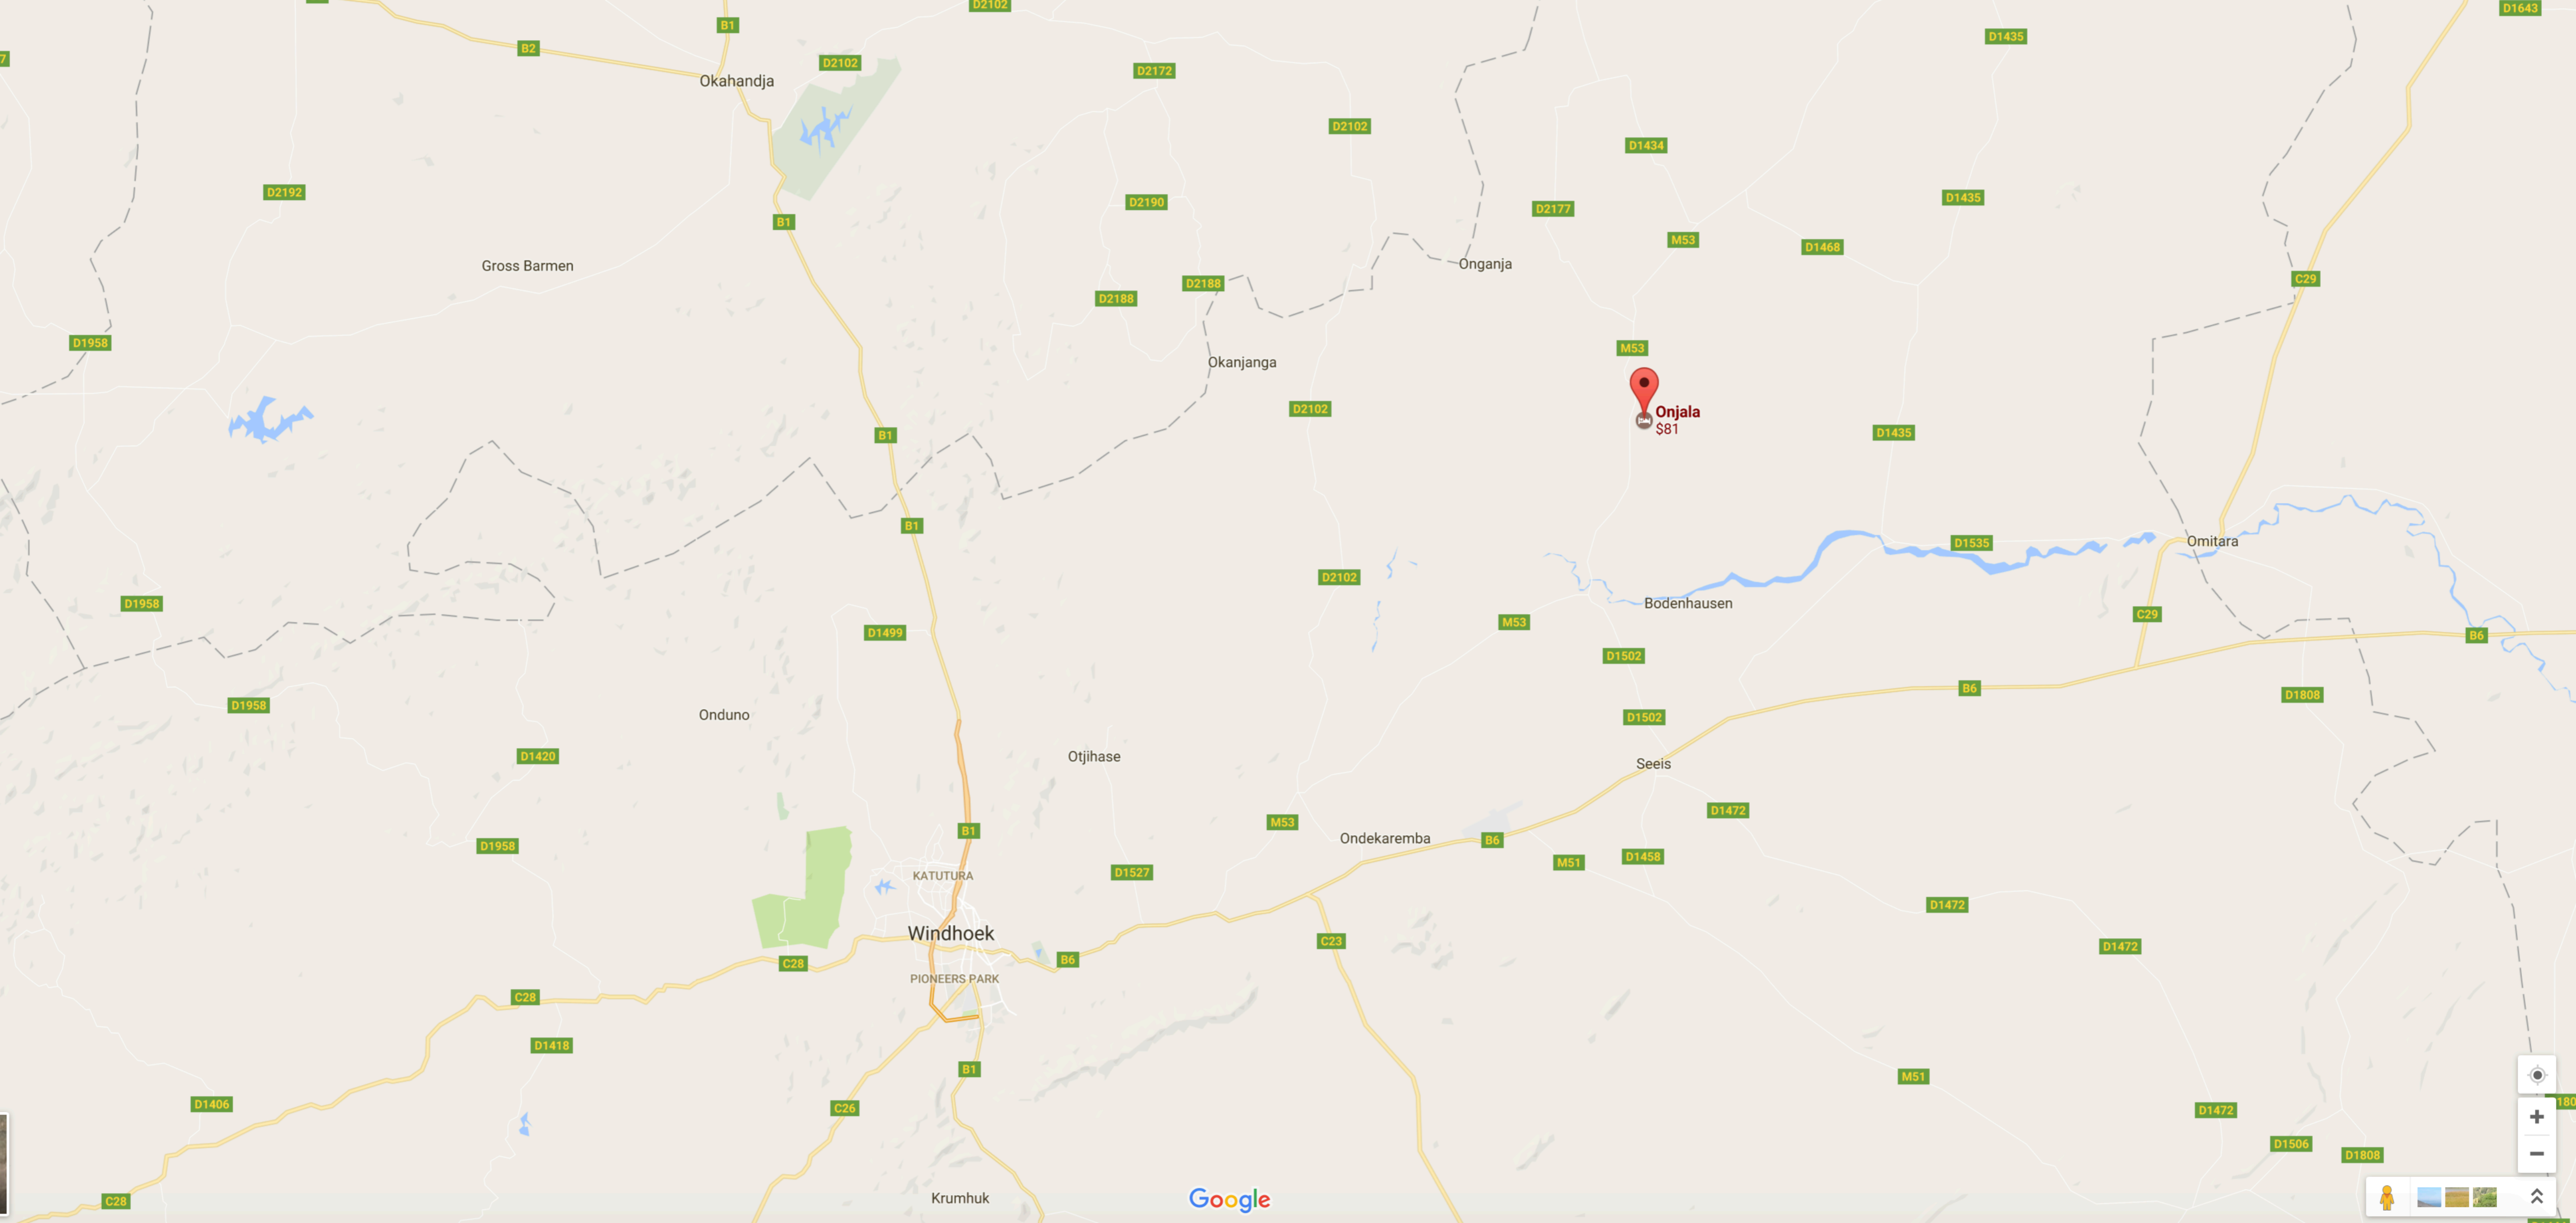 D2102
D1643
B1
D1435
B2
D2102
D2172
Okahandja
D2102
D1434
D2192
D1435
D2190
D2177
B1
M53
D1468
Onganja
Gross Barmen
C29
D2188
D2188
D1958
M53
Okanjanga
D2102
Onjala
$81
D1435
B1
B1
Omitara
D1535
D2102
D1958
Bodenhausen
C29
M53
D1499
B6
D1502
B6
D1808
D1958
Onduno
D1502
D1420
Otjihase
Seeis
D1472
M53
B1
Ondekaremba
B6
D1958
D1458
M51
D1527
KATUTURA
D1472
Windhoek
C23
D1472
B6
C28
PIONEERS PARK
C28
D1418
B1
M51
D1406
C26
D1472
D1506
D1808
Krumhuk
Google
C28